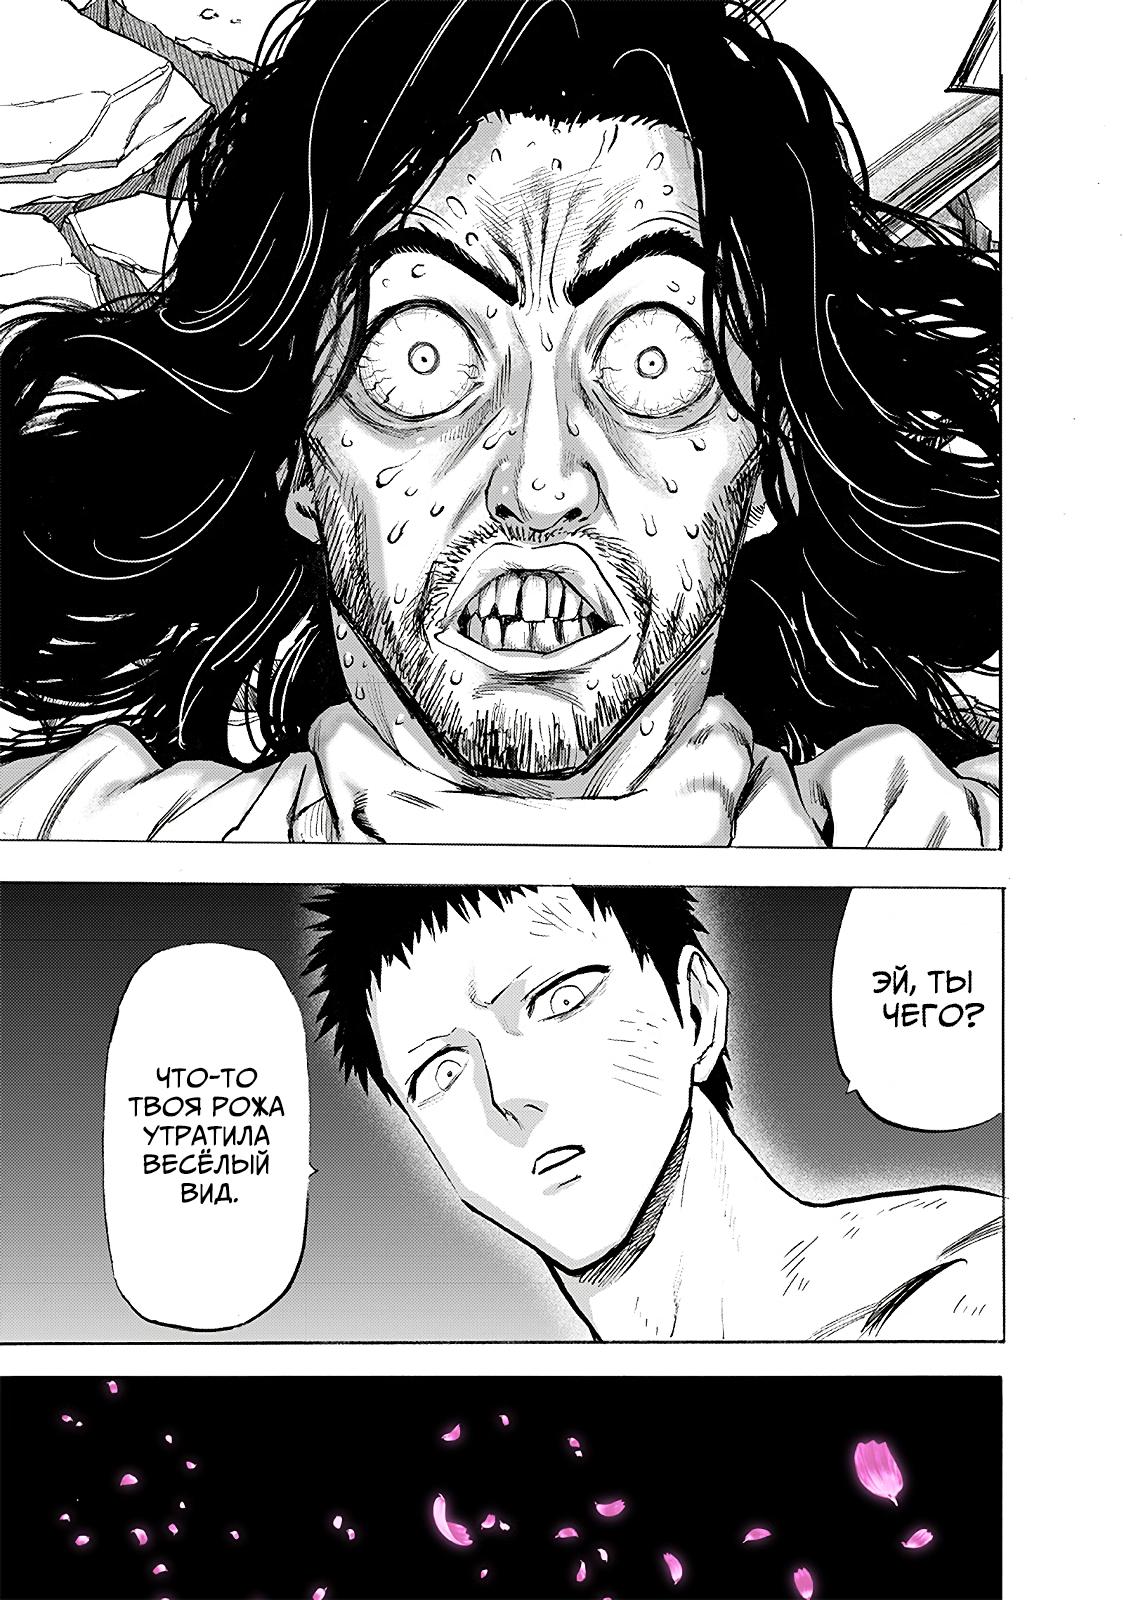 ЭЙ, ТЫ
ЧЕГО?
ЧТО-ТО
ТВОЯ РОЖА
УТРАТИЛА
ВЕСЁЛЫЙ
ВИД.